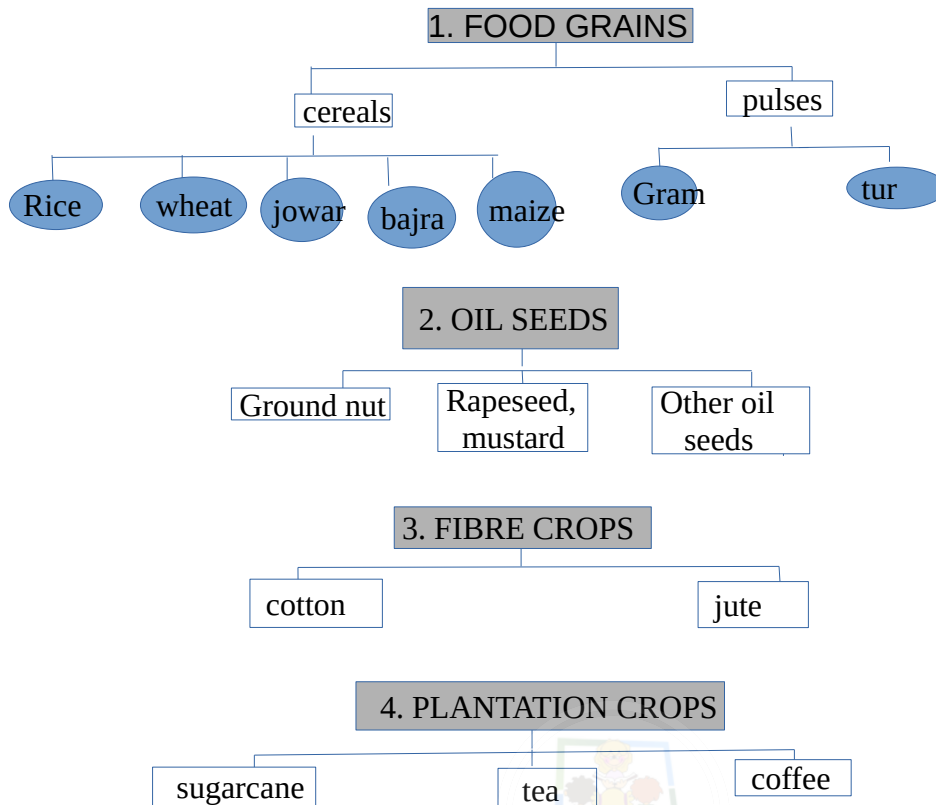 1. FOOD GRAINS
cereals
pulses
Rice
wheat
jowar
bajra
maize
Gram
tur
2. OIL SEEDS
Ground nut
Rapeseed,
mustard
Other oil
seeds
3. FIBRE CROPS
cotton
jute
4. PLANTATION CROPS
sugarcane
tea
coffee